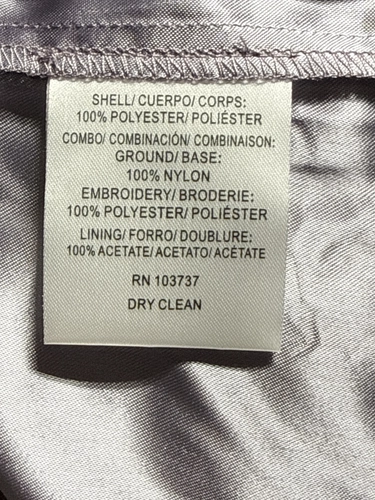 SHELL/ CUERPO/ CORPS:
100% POLYESTER/ POLIÉSTER
COMBO/ COMBINACIÓN/ COMBINAISON:
GROUND/ BASE:
100% NYLON
EMBROIDERY/ BRODERIE:
100% POLYESTER/ POLIÉSTER
LINING/ FORRO/ DOUBLURE:
100% ACETATE/ ACETATO/ ACÉTATE
RN 103737
DRY CLEAN